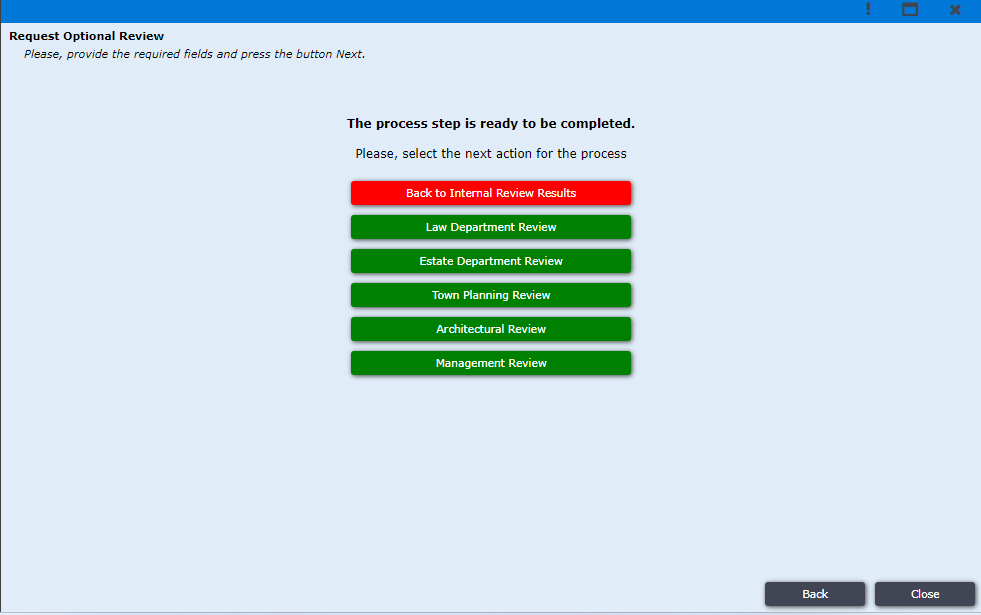 Request Optional Review
Please, provide the required fields and press the button Next.
The process step is ready to be completed.
Please, select the next action for the process
Back to Internal Review Results
Law Department Review
Estate Department Review
Town Planning Review
Architectural Review
Management Review
Back
Close